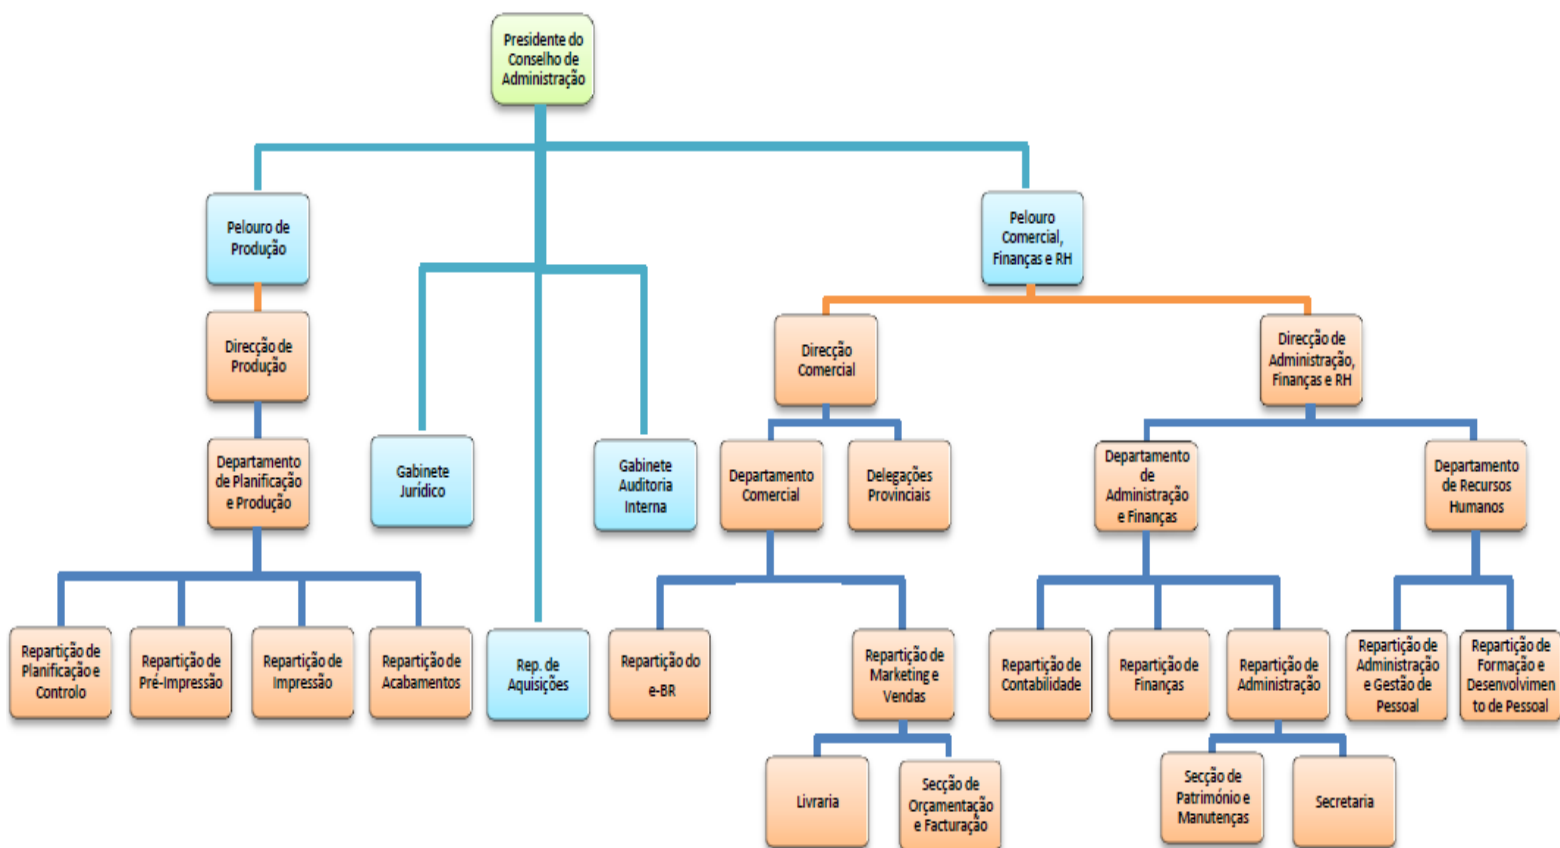 Presidente do
Conselho de
Administração
Pelouro de
Produção
Pelouro
Comercial,
Finanças e RH
Direcção de
Produção
Direcção
Comercial
Direcção de
Administração,
Finanças e RH
Departamento
de Planificação
e Produção
Gabinete
Jurídico
Gabinete
Auditoria
Interna
Departamento
Comercial
Delegações
Provinciais
Departamento
de
Administração
e Finanças
Departamento
de Recursos
Humanos
Repartição de
Planificação e
Controlo
Repartição de
Pré-Impressão
Repartição de
Impressão
Repartição de
Acabamentos
Rep. de
Aquisições
Repartição do
e-BR
Repartição de
Marketing e
Vendas
Repartição de
Contabilidade
Repartição de
Finanças
Repartição de
Administração
Repartição de
Administração
e Gestão de
Pessoal
Repartição de
Formação e
Desenvolvimen
to de Pessoal
Livraria
Secção de
Orçamentação
e Facturação
Secção de
Património e
Manutenças
Secretaria